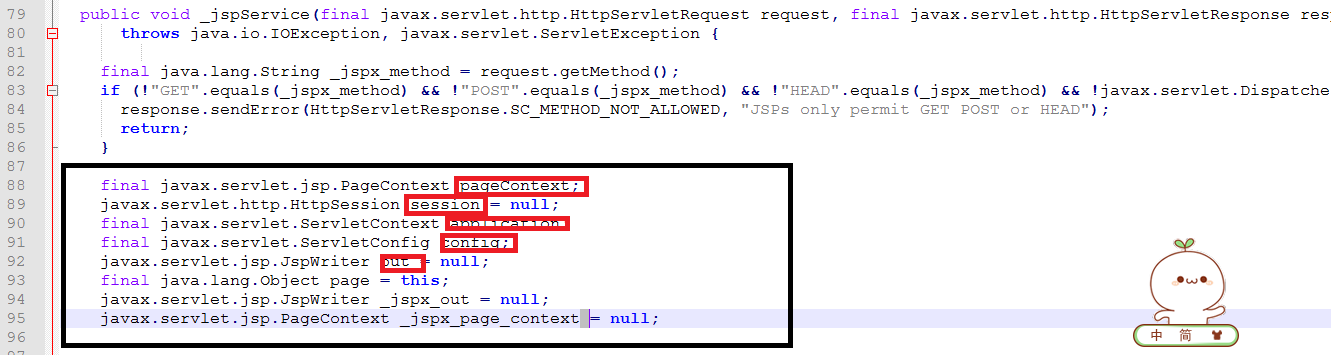 79 public void _jspService(final javax.servlet.http.HttpServletRequest request, final javax.servlet.http.HttpServletResponse res
80 throws java.io.IOException, javax.servlet.ServletException {
81
82 final java.lang.String _jspx_method = request.getMethod();
83 if (!"GET".equals(_jspx_method) && !"POST".equals(_jspx_method) && !"HEAD".equals(_jspx_method) && !javax.servlet.Dispatche
84 response.sendError(HttpServletResponse.SC_METHOD_NOT_ALLOWED, "JSPs only permit GET POST or HEAD");
85 return;
86 }
87
88 final javax.servlet.jsp.PageContext pageContext;
89 javax.servlet.http.HttpSession session = null;
90 final javax.servlet.ServletContext application
91 final javax.servlet.ServletConfig config;
92 javax.servlet.jsp.JspWriter out = null;
93 final java.lang.Object page = this;
94 javax.servlet.jsp.JspWriter _jspx_out = null;
95 javax.servlet.jsp.PageContext _jspx_page_context = null;
96
中 简